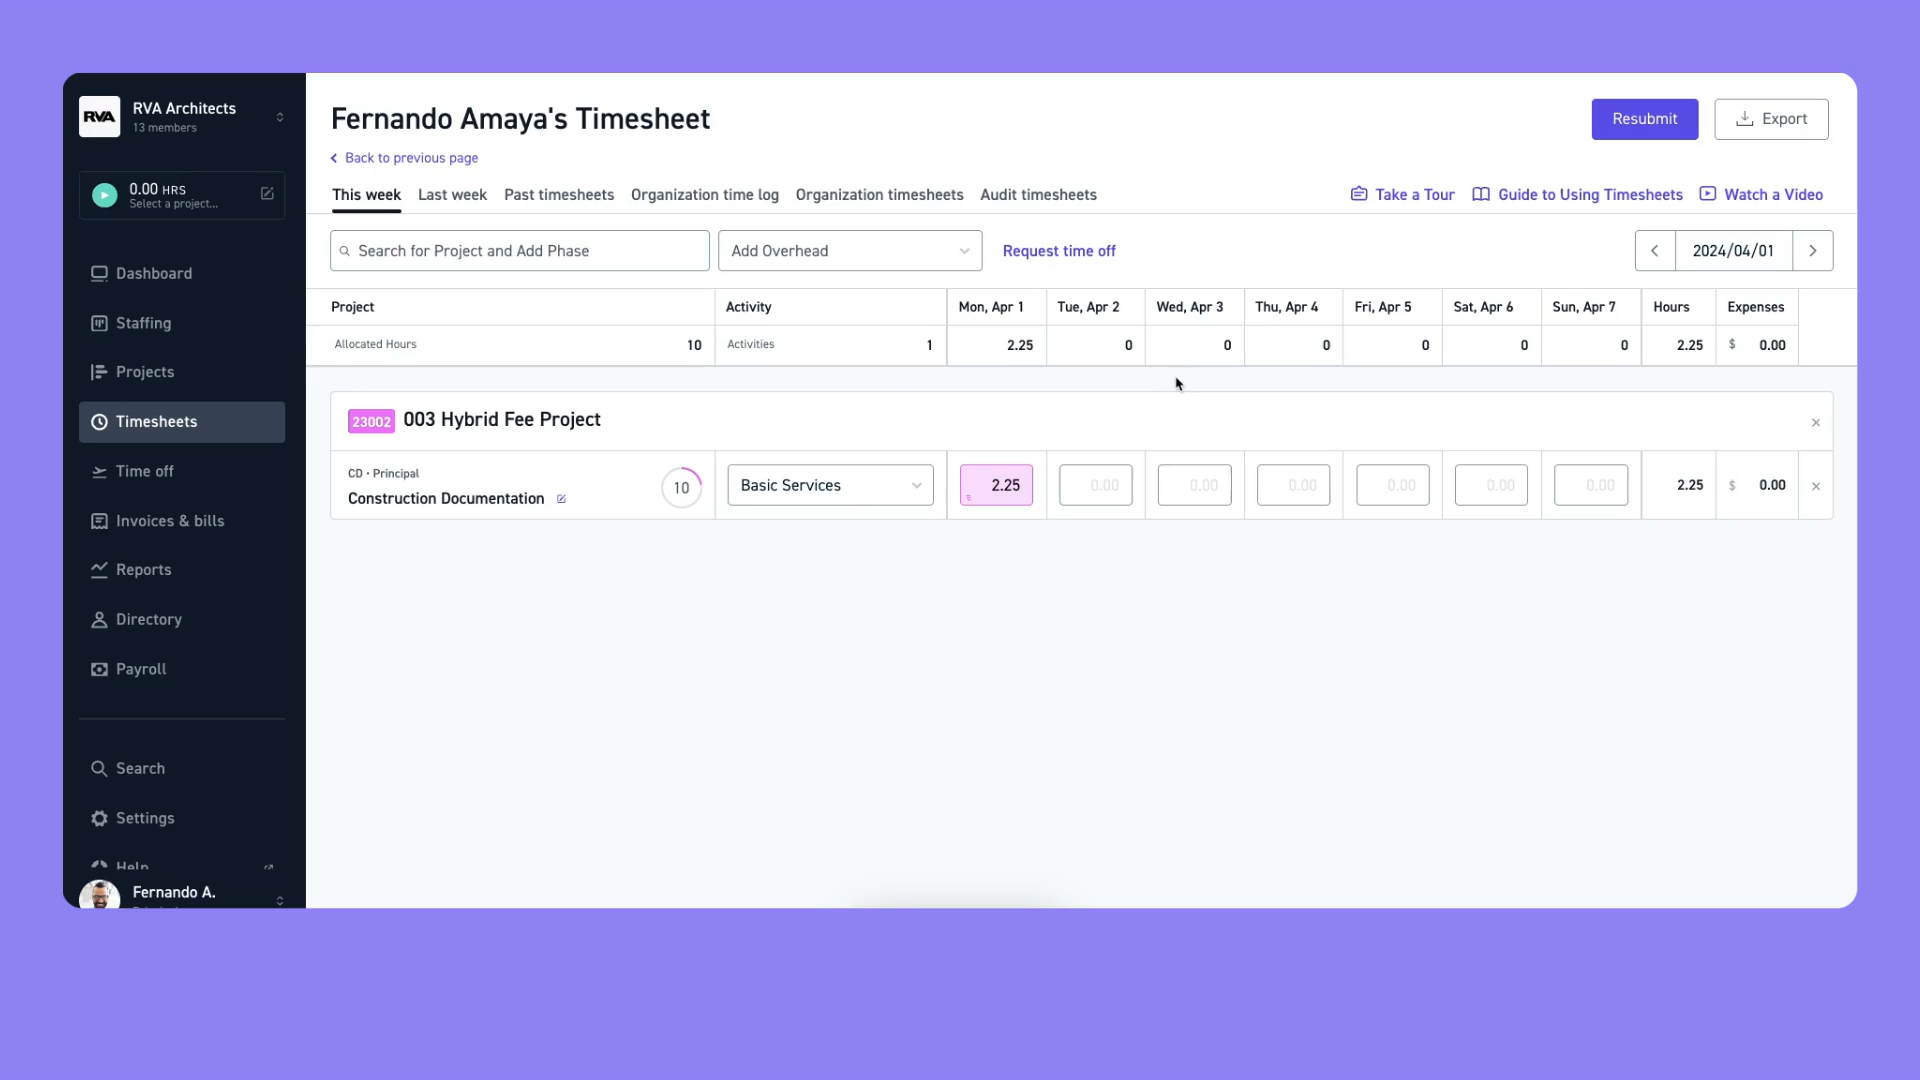 RVA
RVA Architects
13 members
0.00 HRS
Select a project...
Dashboard
Staffing
Projects
Timesheets
Time off
Invoices & bills
Reports
Directory
Payroll
Search
Settings
Help
Fernando A.
Fernando Amaya's Timesheet
Resubmit
Export
Back to previous page
This week Last week Past timesheets Organization time log Organization timesheets Audit timesheets
Take a Tour Guide to Using Timesheets Watch a Video
Search for Project and Add Phase
Add Overhead
Request time off
2024/04/01
Project Activity Mon, Apr 1 Tue, Apr 2 Wed, Apr 3 Thu, Apr 4 Fri, Apr 5 Sat, Apr 6 Sun, Apr 7 Hours Expenses
Allocated Hours 10 Activities 1 2.25 0 0 0 0 0 0 2.25 $ 0.00
23002 003 Hybrid Fee Project
CD • Principal
Construction Documentation
10
Basic Services
2.25 0.00 0.00 0.00 0.00 0.00 0.00 2.25 $ 0.00